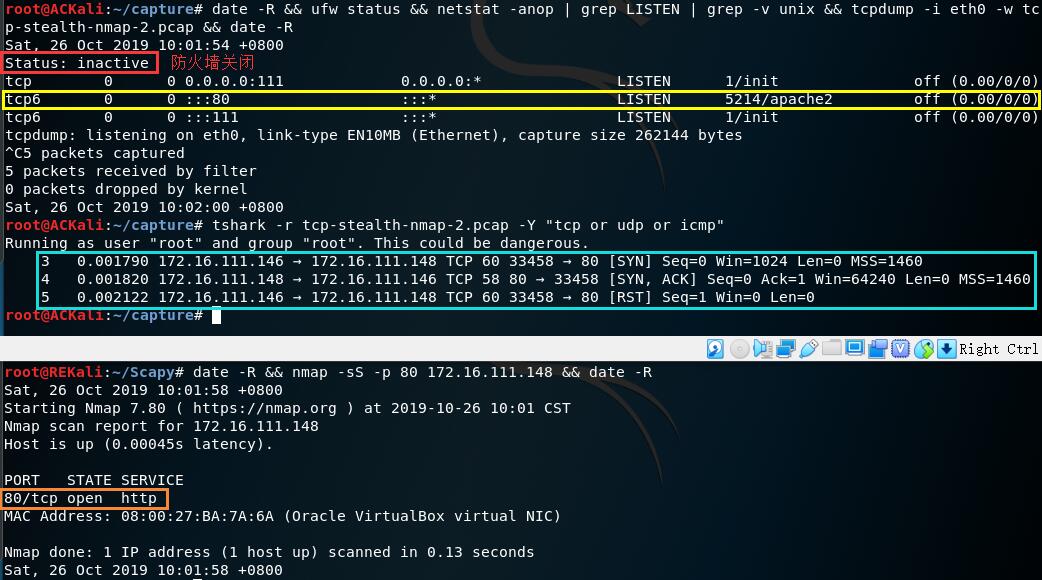 root@ACKali:~/capture# date -R && ufw status && netstat -anop | grep LISTEN | grep -v unix && tcpdump -i eth0 -w tc
p-stealth-nmap-2.pcap && date -R
Sat, 26 Oct 2019 10:01:54 +0800
Status: inactive 防火墙关闭
tcp 0 0 0.0.0.0:111 0.0.0.0:* LISTEN 1/init off (0.00/0/0)
tcp6 0 0 :::80 :::* LISTEN 5214/apache2 off (0.00/0/0)
tcp6 0 0 :::111 :::* LISTEN 1/init off (0.00/0/0)
tcpdump: listening on eth0, link-type EN10MB (Ethernet), capture size 262144 bytes
^C5 packets captured
5 packets received by filter
0 packets dropped by kernel
Sat, 26 Oct 2019 10:02:00 +0800
root@ACKali:~/capture# tshark -r tcp-stealth-nmap-2.pcap -Y "tcp or udp or icmp"
Running as user "root" and group "root". This could be dangerous.
3 0.001790 172.16.111.146 → 172.16.111.148 TCP 60 33458 → 80 [SYN] Seq=0 Win=1024 Len=0 MSS=1460
4 0.001820 172.16.111.148 → 172.16.111.146 TCP 58 80 → 33458 [SYN, ACK] Seq=0 Ack=1 Win=64240 Len=0 MSS=1460
5 0.002122 172.16.111.146 → 172.16.111.148 TCP 60 33458 → 80 [RST] Seq=1 Win=0 Len=0
root@ACKali:~/capture#
Right Ctrl
root@REKali:~/Scapy# date -R && nmap -sS -p 80 172.16.111.148 && date -R
Sat, 26 Oct 2019 10:01:58 +0800
Starting Nmap 7.80 ( https://nmap.org ) at 2019-10-26 10:01 CST
Nmap scan report for 172.16.111.148
Host is up (0.00045s latency).
PORT STATE SERVICE
80/tcp open http
MAC Address: 08:00:27:BA:7A:6A (Oracle VirtualBox virtual NIC)
Nmap done: 1 IP address (1 host up) scanned in 0.13 seconds
Sat, 26 Oct 2019 10:01:58 +0800